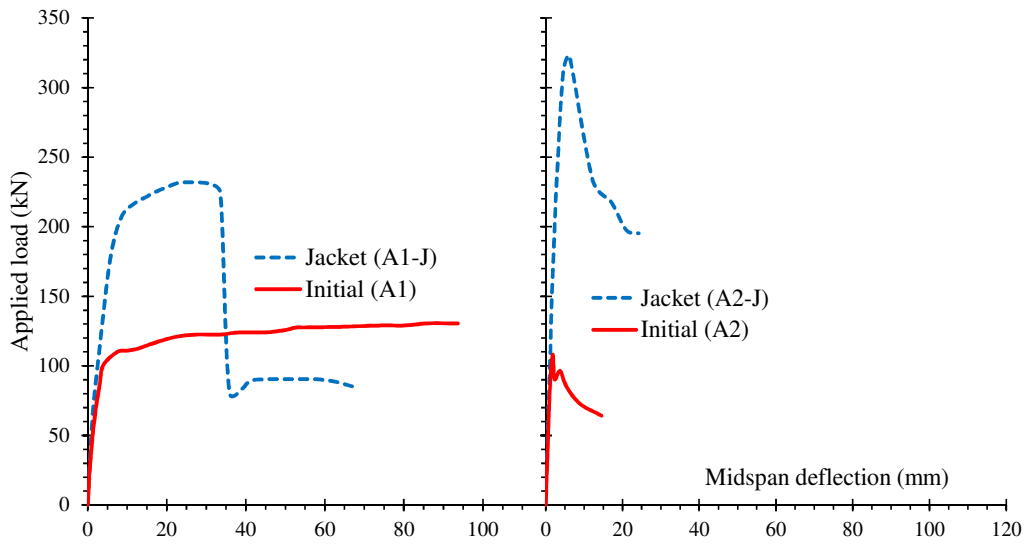 350
300
250
200
150
100
50
0
Applied load (kN)
Jacket (A1-J)
Initial (A1)
0 20 40 60 80 100
Jacket (A2-J)
Initial (A2)
Midspan deflection (mm)
0 20 40 60 80 100 120